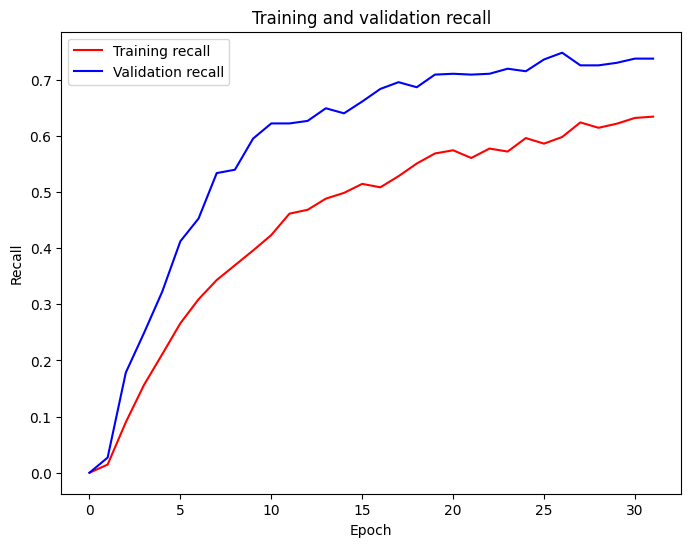 Training and validation recall
Training recall
Validation recall
0.7
0.6
0.5
0.4
0.3
0.2
0.1
0.0
Recall
0 5 10 15 20 25 30
Epoch